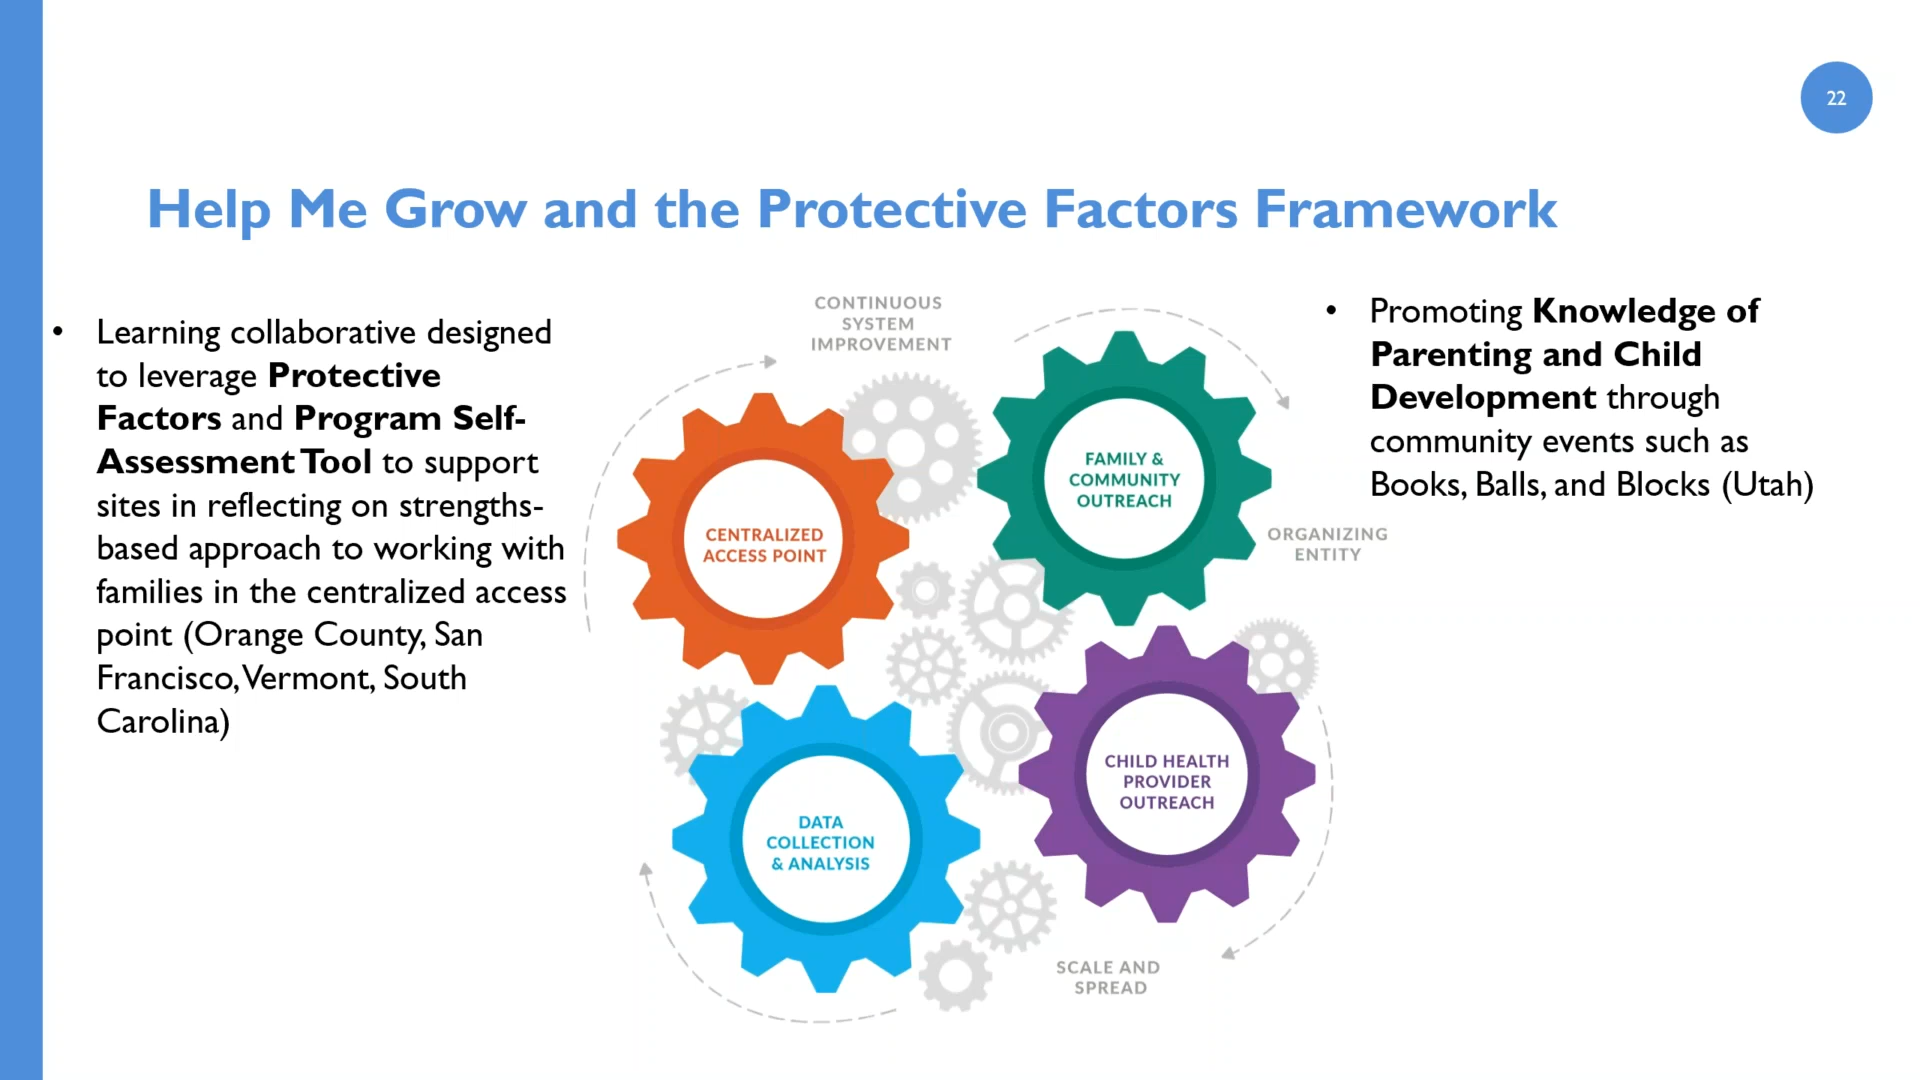 22
Help Me Grow and the Protective Factors Framework
• Learning collaborative designed
to leverage Protective
Factors and Program Self-
Assessment Tool to support
sites in reflecting on strengths-
based approach to working with
families in the centralized access
point (Orange County, San
Francisco, Vermont, South
Carolina)
CONTINUOUS
SYSTEM
IMPROVEMENT
CENTRALIZED
ACCESS POINT
FAMILY &
COMMUNITY
OUTREACH
ORGANIZING
ENTITY
DATA
COLLECTION
& ANALYSIS
CHILD HEALTH
PROVIDER
OUTREACH
SCALE AND
SPREAD
• Promoting Knowledge of
Parenting and Child
Development through
community events such as
Books, Balls, and Blocks (Utah)